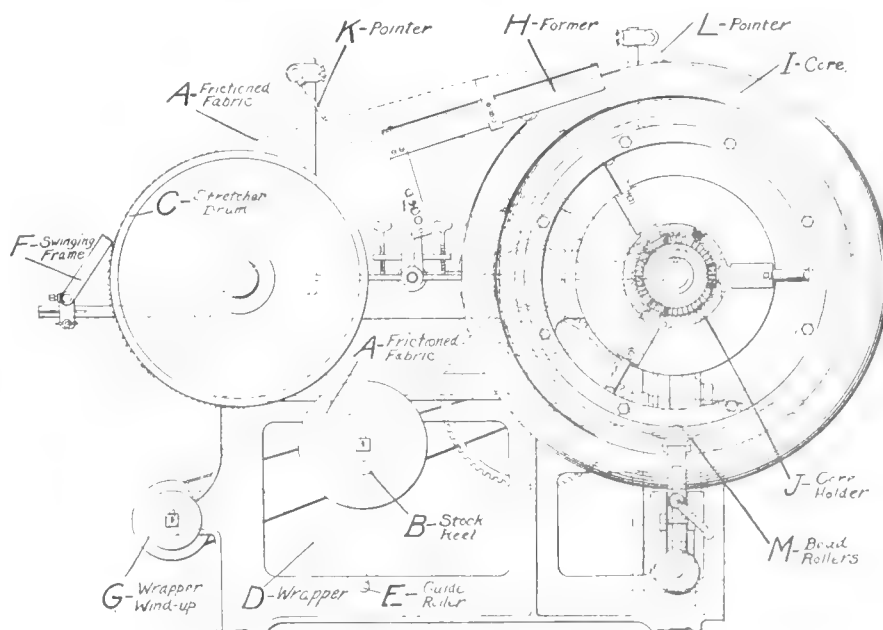 K-Pointer
H-Former
L-Pointer
I-Core.
A-Frictioned
Fabric
C-Stretcher
Drum
F-Swinging
Frame
A-Frictioned
Fabric
B-Stock
Reel
J-Core
Holder
M-Bead
Rollers
G-Wrapper
Wind-up
D-Wrapper
E-Guide
Roller